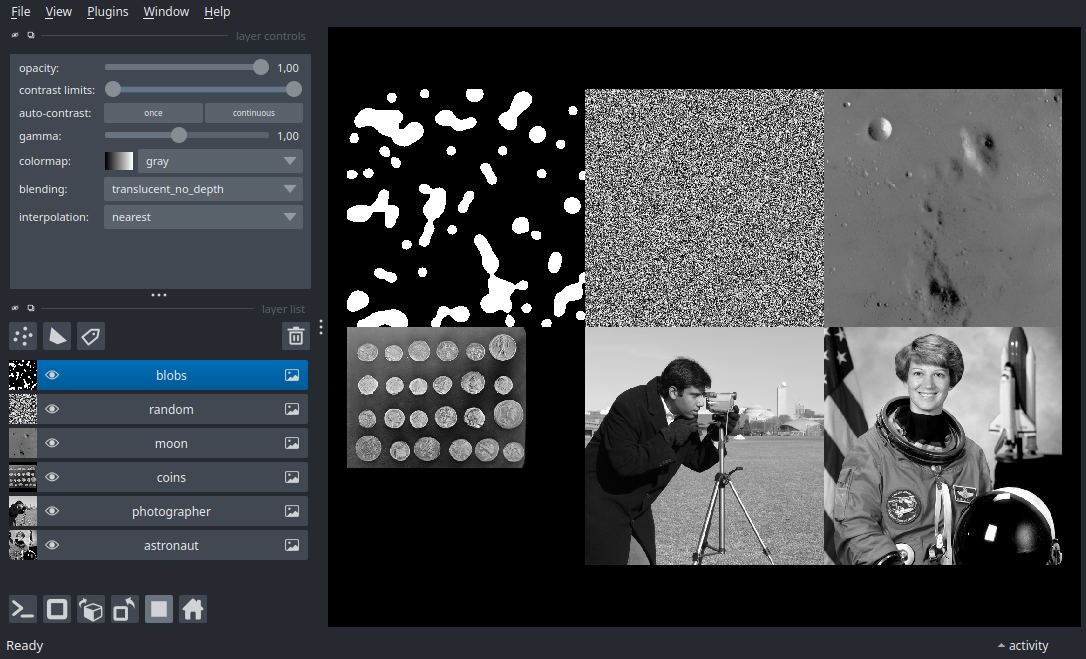 File View Plugins Window Help
layer controls
opacity: 1,00
contrast limits:
auto-contrast: once continuous
gamma: 1,00
colormap: gray
blending: translucent_no_depth
interpolation: nearest
layer list
blobs
random
moon
coins
photographer
astronaut
Ready
activity